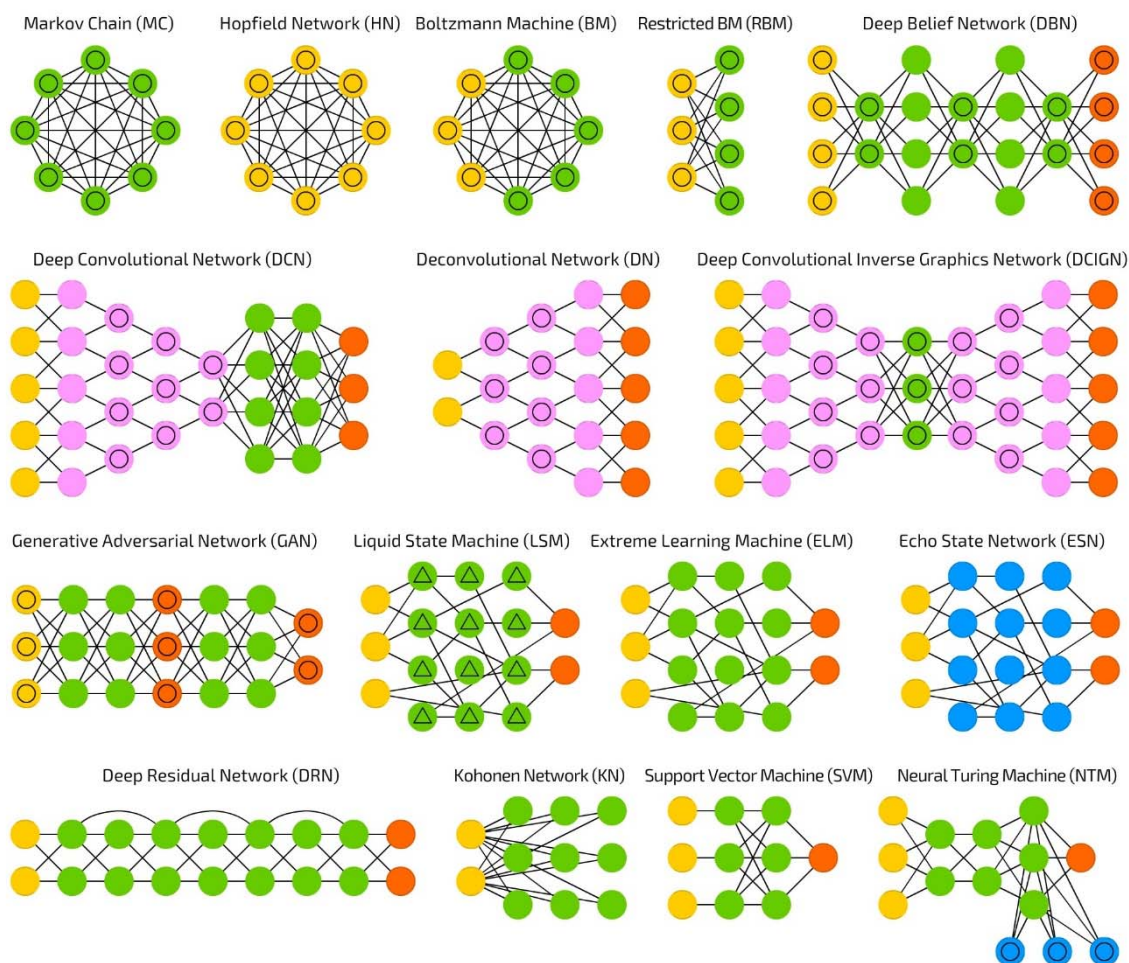 Markov Chain (MC)
Hopfield Network (HN)
Boltzmann Machine (BM)
Restricted BM (RBM)
Deep Belief Network (DBN)
Deep Convolutional Network (DCN)
Deconvolutional Network (DN)
Deep Convolutional Inverse Graphics Network (DCIGN)
Generative Adversarial Network (GAN)
Liquid State Machine (LSM)
Extreme Learning Machine (ELM)
Echo State Network (ESN)
Deep Residual Network (DRN)
Kohonen Network (KN)
Support Vector Machine (SVM)
Neural Turing Machine (NTM)